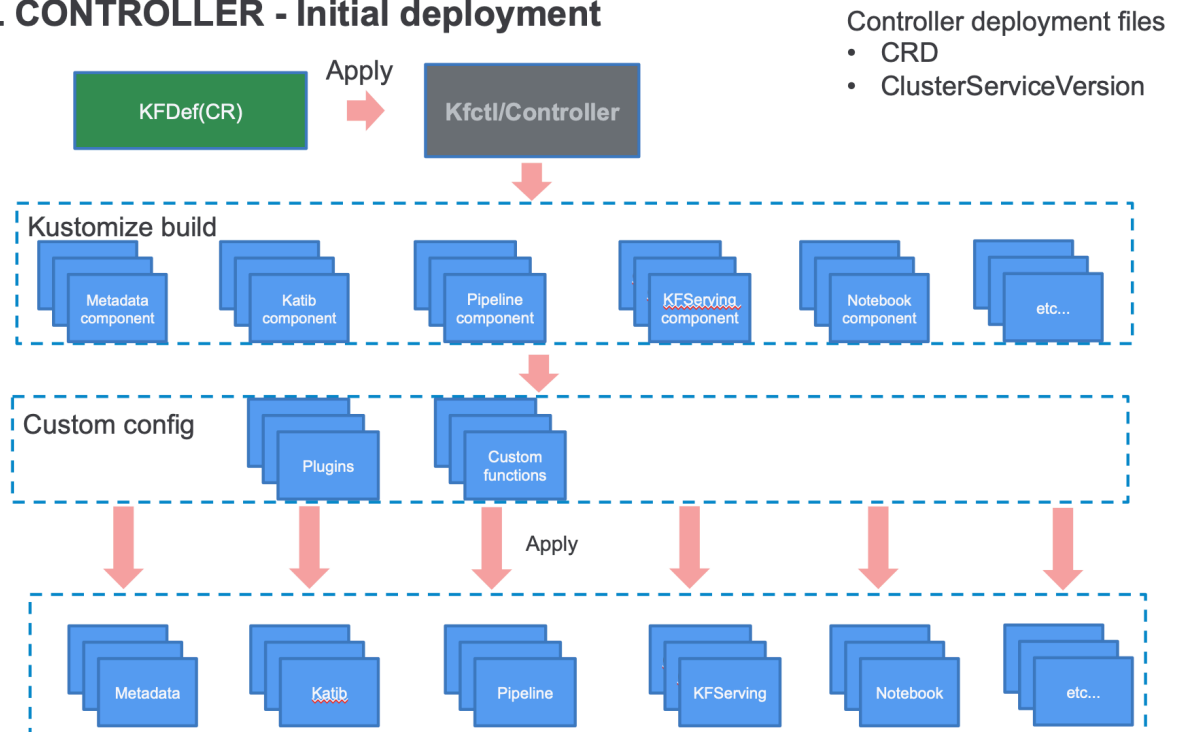 CONTROLLER - Initial deployment
Controller deployment files
• CRD
• ClusterServiceVersion
KFDef(CR)
Apply
Kfctl/Controller
Kustomize build
Metadata
component
Katib
component
Pipeline
component
KFServing
component
Notebook
component
etc...
Custom config
Plugins
Custom
functions
Apply
Metadata
Katib
Pipeline
KFServing
Notebook
etc...